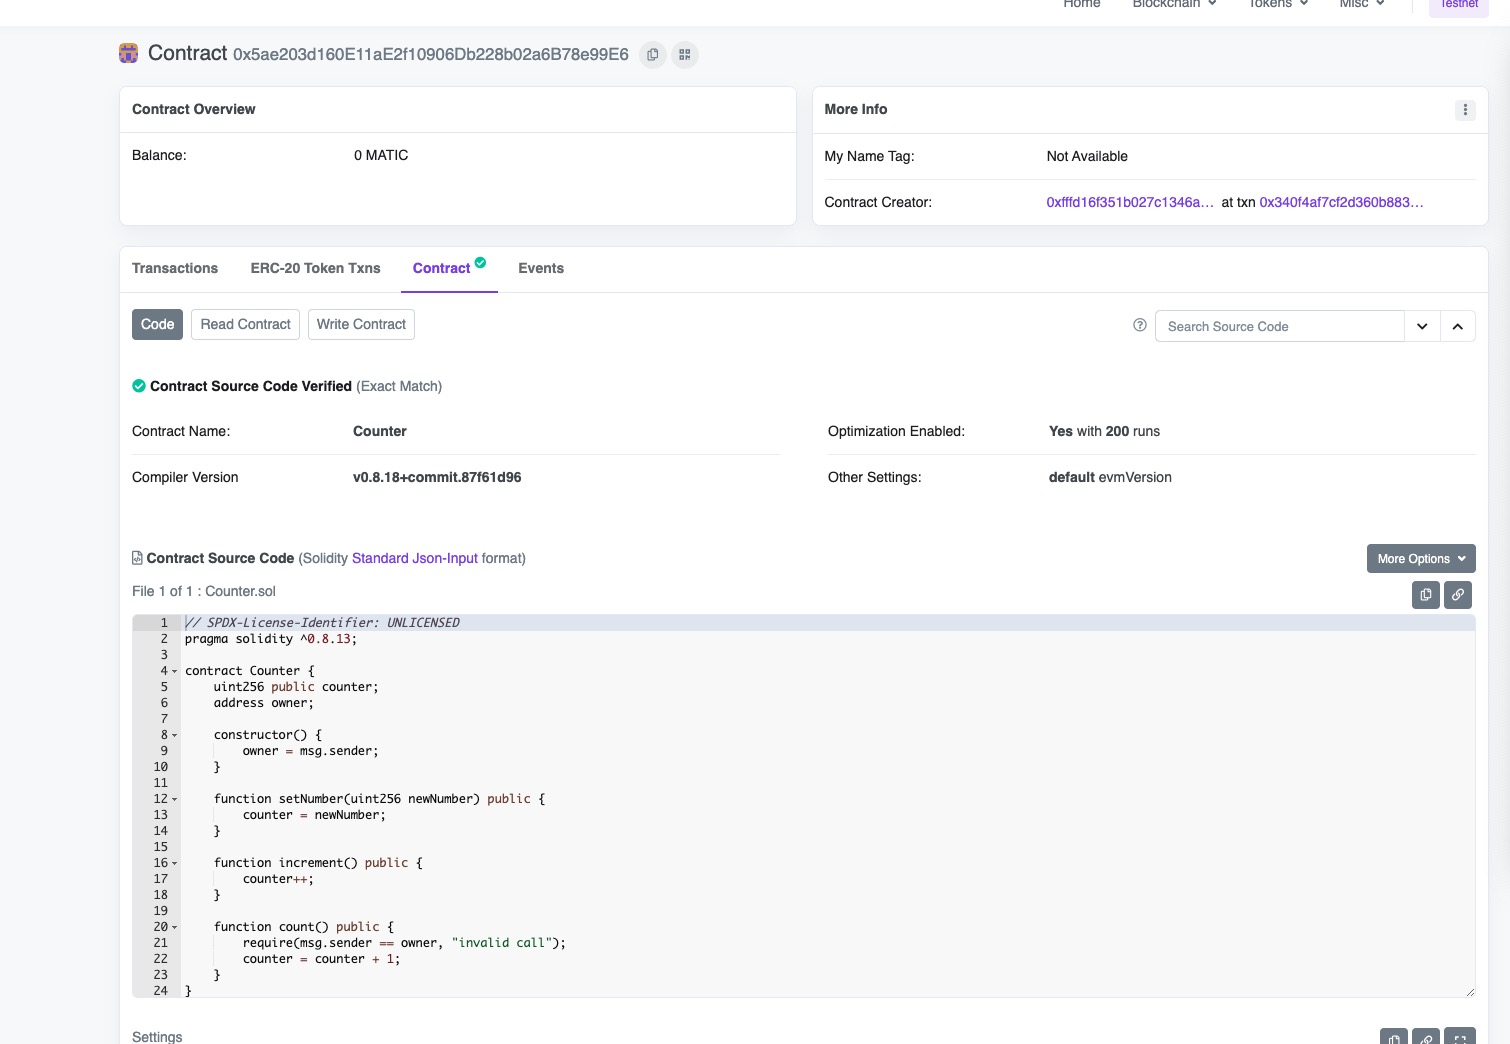 Home Blockchain Tokens Misc Testnet
Contract 0x5ae203d160E11aE2f10906Db228b02a6B78e99E6
Contract Overview
Balance: 0 MATIC
More Info
My Name Tag: Not Available
Contract Creator: 0xfffd16f351b027c1346a... at txn 0x340f4af7cf2d360b883...
Transactions ERC-20 Token Txns Contract Events
Code Read Contract Write Contract Search Source Code
Contract Source Code Verified (Exact Match)
Contract Name: Counter
Compiler Version v0.8.18+commit.87f61d96
Optimization Enabled: Yes with 200 runs
Other Settings: default evmVersion
Contract Source Code (Solidity Standard Json-Input format) More Options
File 1 of 1 : Counter.sol
1 // SPDX-License-Identifier: UNLICENSED
2 pragma solidity ^0.8.13;
3
4 contract Counter {
5 uint256 public counter;
6 address owner;
7
8 constructor() {
9 owner = msg.sender;
10 }
11
12 function setNumber(uint256 newNumber) public {
13 counter = newNumber;
14 }
15
16 function increment() public {
17 counter++;
18 }
19
20 function count() public {
21 require(msg.sender == owner, "invalid call");
22 counter = counter + 1;
23 }
24 }
Settings